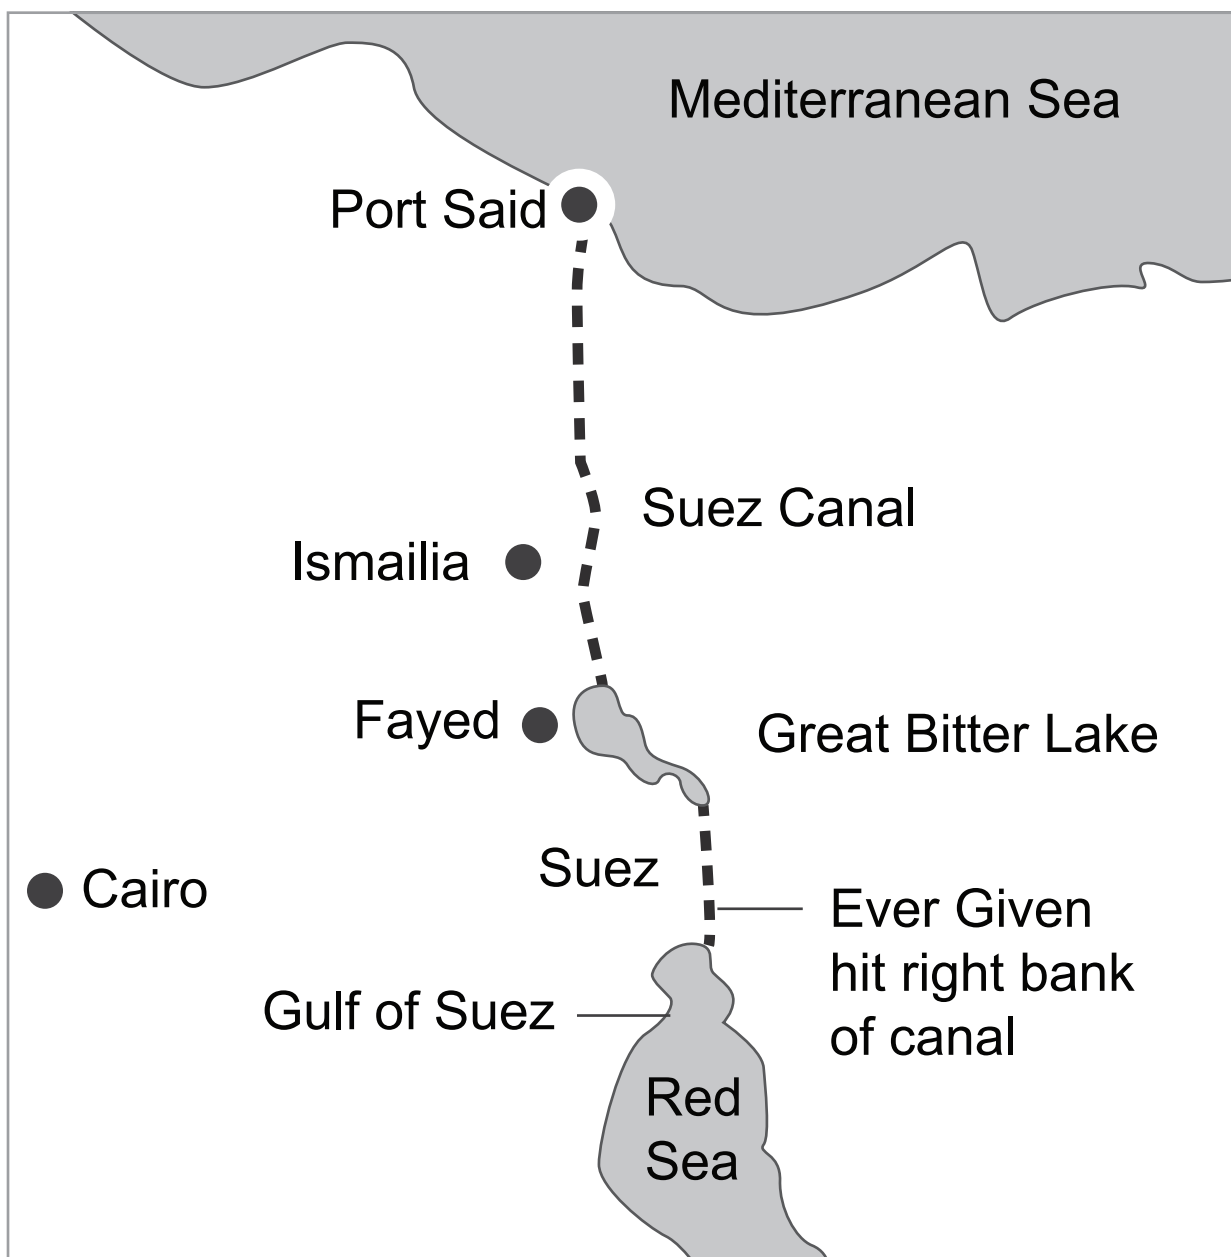 Mediterranean Sea
Port Said
Suez Canal
Ismailia
Fayed
Great Bitter Lake
Suez
Cairo
Ever Given
hit right bank
of canal
Gulf of Suez
Red
Sea